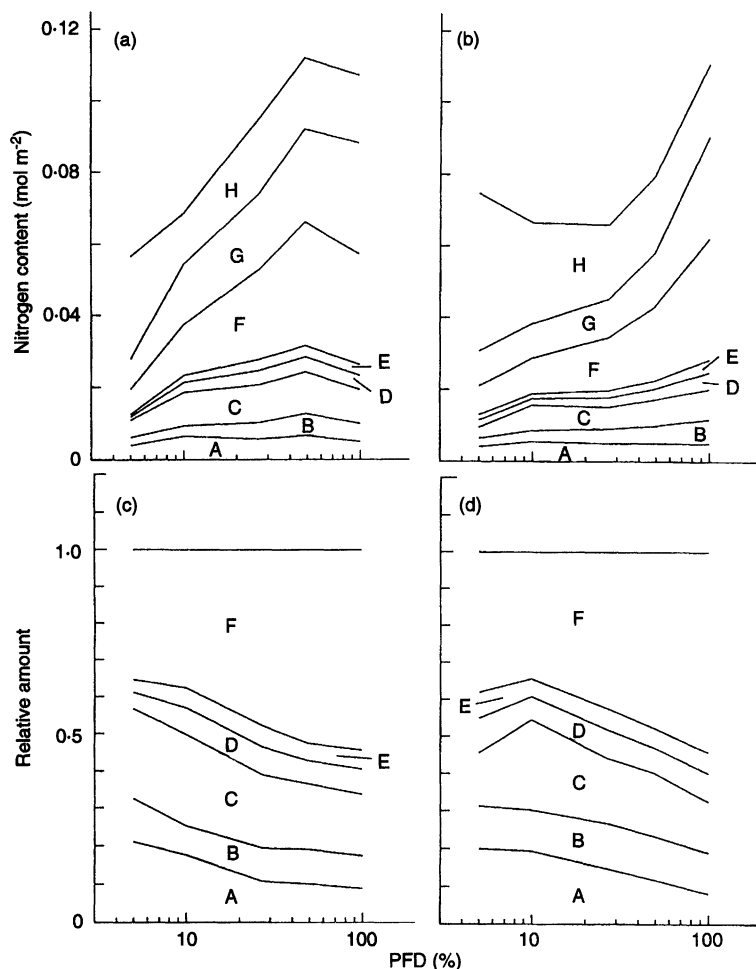 Nitrogen content (mol m⁻²)
0·12
0·08
0·04
0
(a)
H
G
F
E
D
C
B
A
(b)
H
G
F
E
D
C
B
A
Relative amount
1.0
0·5
0
(c)
F
E
D
C
B
A
10
100
(d)
F
E
D
C
B
A
10
100
PFD (%)